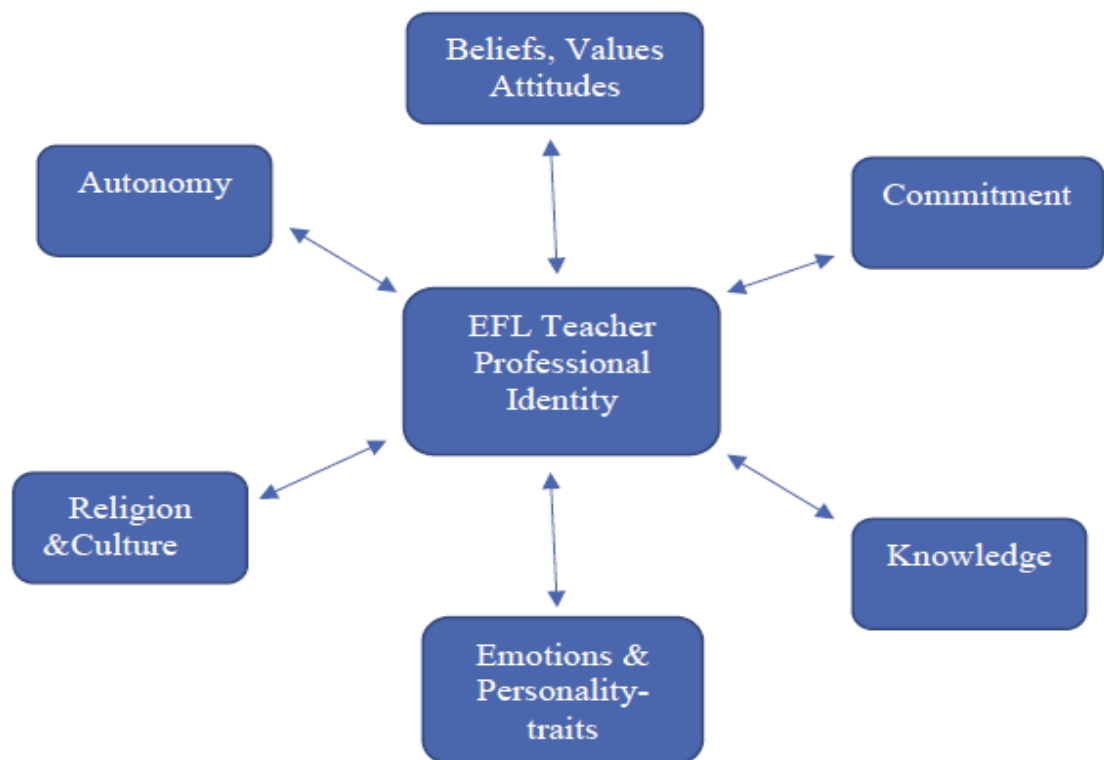 Beliefs, Values
Attitudes
Autonomy
Commitment
EFL Teacher
Professional
Identity
Religion
&Culture
Knowledge
Emotions &
Personality-
traits